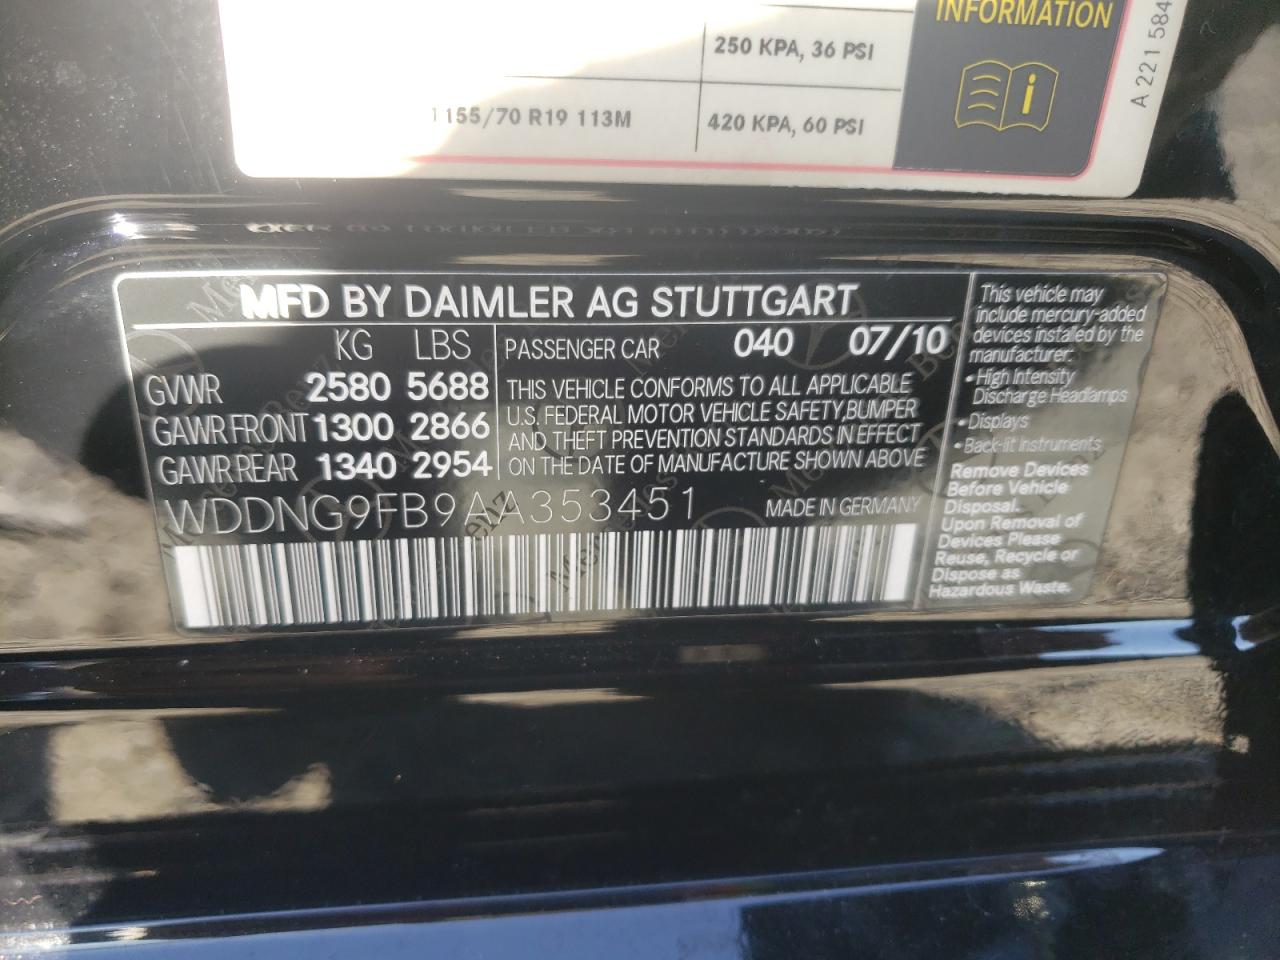 INFORMATION
250 KPA, 36 PSI
155/70 R19 113M
420 KPA, 60 PSI
A 221 584
MFD BY DAIMLER AG STUTTGART
KG LBS
GVWR 2580 5688
GAWR FRONT 1300 2866
GAWR REAR 1340 2954
PASSENGER CAR 040 07/10
THIS VEHICLE CONFORMS TO ALL APPLICABLE
U.S. FEDERAL MOTOR VEHICLE SAFETY,BUMPER
AND THEFT PREVENTION STANDARDS IN EFFECT
ON THE DATE OF MANUFACTURE SHOWN ABOVE
WDDNG9FB9AA353451
MADE IN GERMANY
This vehicle may
include mercury-added
devices installed by the
manufacturer:
• High Intensity
Discharge Headlamps
• Displays
• Back-lit Instruments
Remove Devices
Before Vehicle
Disposal.
Upon Removal of
Devices Please
Reuse, Recycle or
Dispose as
Hazardous Waste.